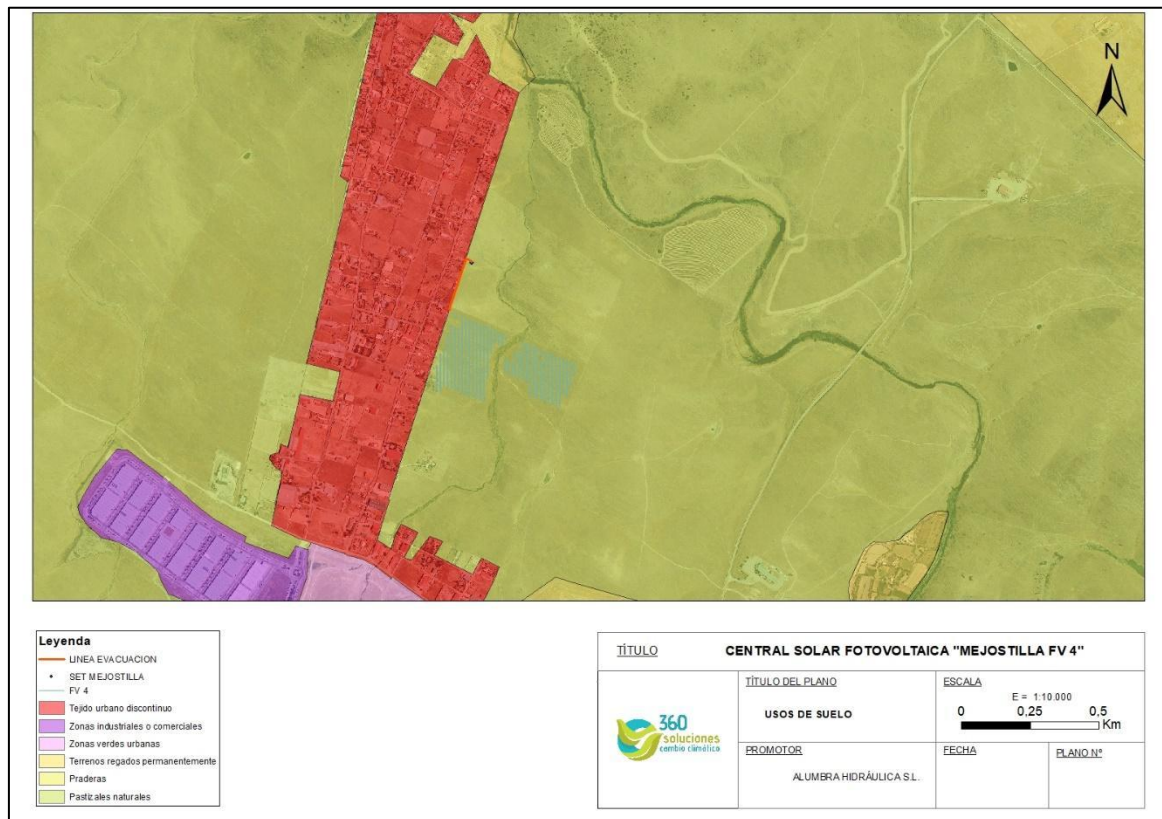 N
Leyenda
LINEA EVACUACION
SET MEJOSTILLA
FV 4
Tejido urbano discontinuo
Zonas industriales o comerciales
Zonas verdes urbanas
Terrenos regados permanentemente
Praderas
Pastizales naturales
TÍTULO
CENTRAL SOLAR FOTOVOLTAICA "MEJOSTILLA FV 4"
360
soluciones
cambio climático
TÍTULO DEL PLANO
USOS DE SUELO
ESCALA
E = 1:10.000
0 0,25 0,5
Km
PROMOTOR
ALUMBRA HIDRÁULICA S.L.
FECHA
PLANO Nº